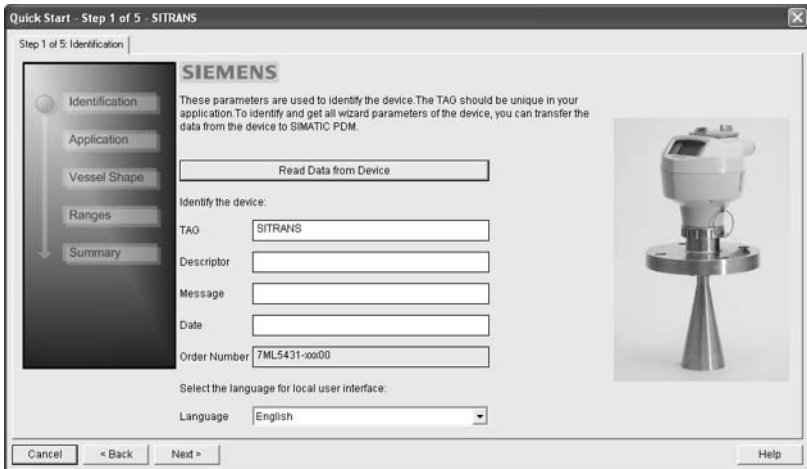 Quick Start - Step 1 of 5 - SITRANS
Step 1 of 5: Identification
SIEMENS
Identification
Application
Vessel Shape
Ranges
Summary
These parameters are used to identify the device.The TAG should be unique in your
application.To identify and get all wizard parameters of the device, you can transfer the
data from the device to SIMATIC PDM.
Read Data from Device
Identify the device:
TAG SITRANS
Descriptor
Message
Date
Order Number 7ML5431-xxx00
Select the language for local user interface:
Language English
Cancel < Back Next > Help